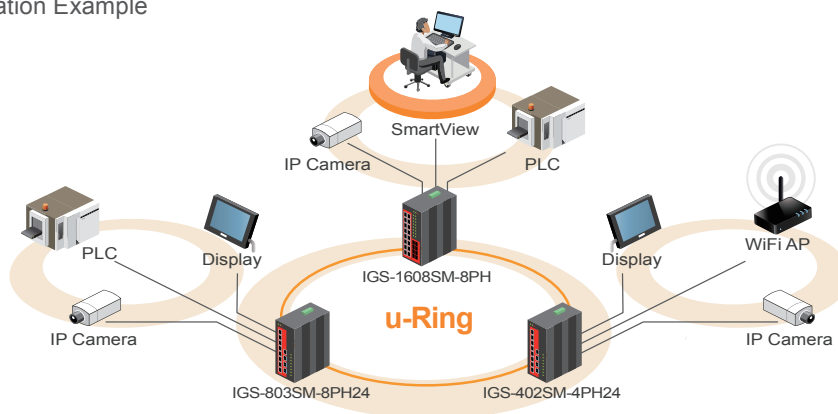 ation Example
SmartView
IP Camera
PLC
PLC
Display
IGS-1608SM-8PH
Display
WiFi AP
u-Ring
IP Camera
IP Camera
IGS-803SM-8PH24
IGS-402SM-4PH24